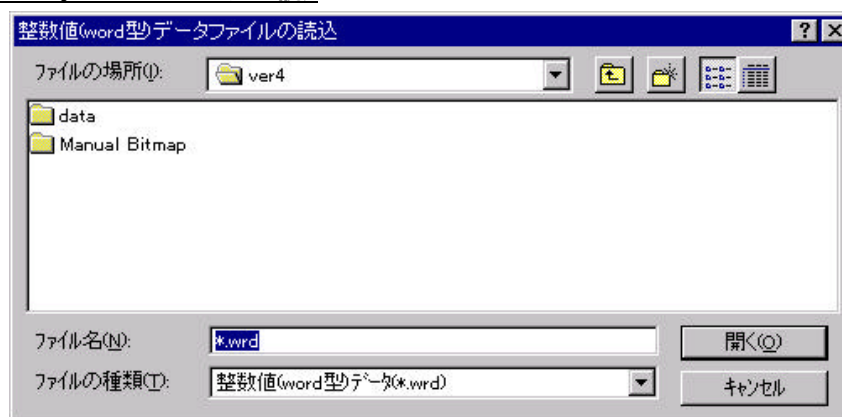 整数値(word型)データファイルの読込
ﾌｧｲﾙの場所(I):
ver4
data
Manual Bitmap
ﾌｧｲﾙ名(N):
*.wrd
開く(O)
ﾌｧｲﾙの種類(T):
整数値(word型)ﾃﾞｰﾀ(*.wrd)
ｷｬﾝｾﾙ